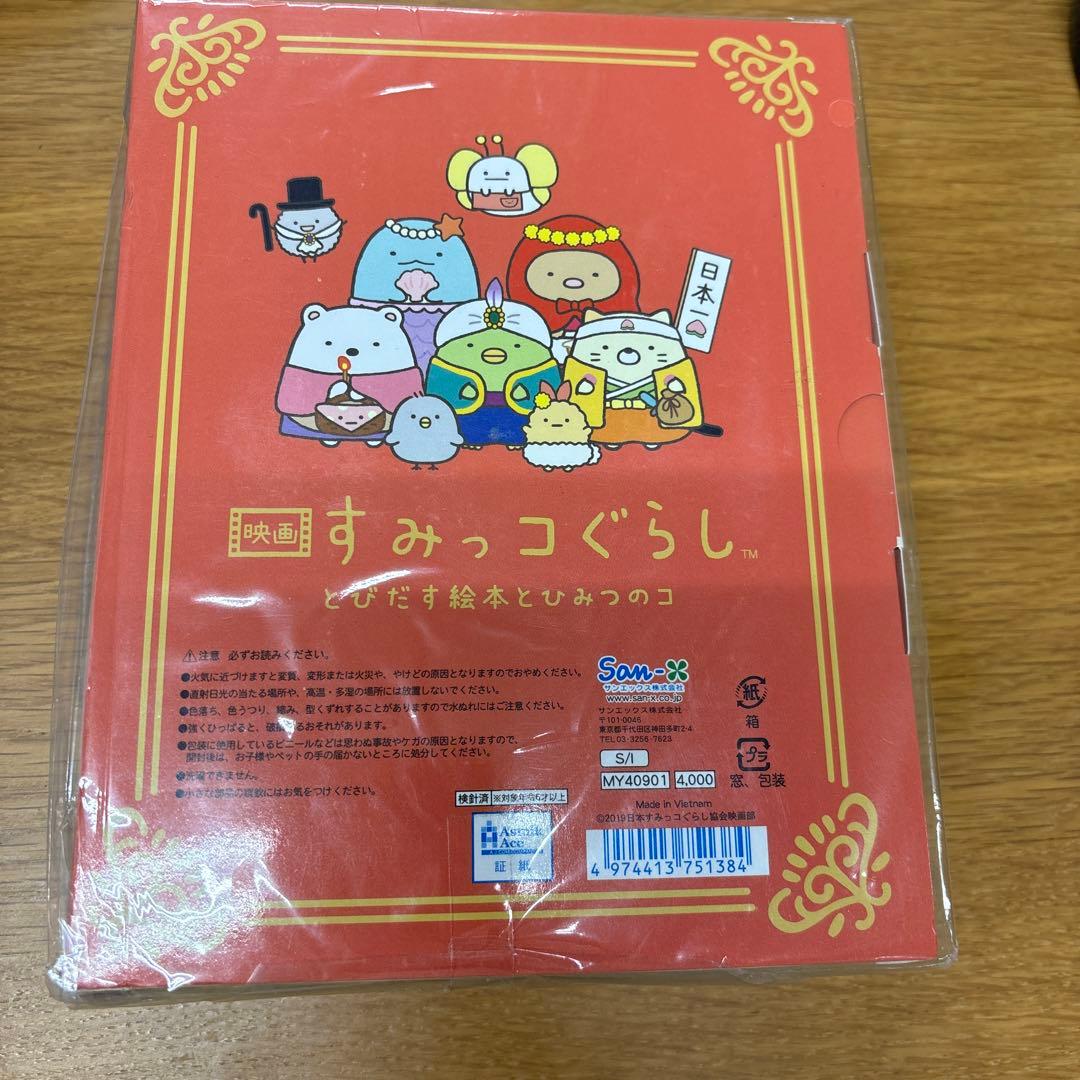 日本一
映画 すみっコぐらし™
とびだす絵本とひみつのコ
⚠注意 必ずお読みください。
●火気に近づけますと変質、変形または火災や、やけどの原因となりますのでおやめください。
●直射日光の当たる場所や、高温・多湿の場所には放置しないでください。
●色落ち、色うつり、縮み、型くずれすることがありますので水ぬれにはご注意ください。
●強くひっぱると、破損するおそれがあります。
●包装に使用しているビニールなどは思わぬ事故やケガの原因となりますので、
開封後は、お子様やペットの手の届かないところに処分してください。
●洗濯できません。
●小さな部品の誤飲にはお気をつけください。
検針済 ※対象年令6才以上
Asmik
Ace
証紙
San-X
サンエックス株式会社
www.san-x.co.jp
サンエックス株式会社
〒101-0046
東京都千代田区神田多町2-4
TEL 03-3256-7623
S/I
MY40901 4,000
紙
箱
プラ
窓、包装
Made in Vietnam
©2019日本すみっコぐらし協会映画部
4 974413 751384